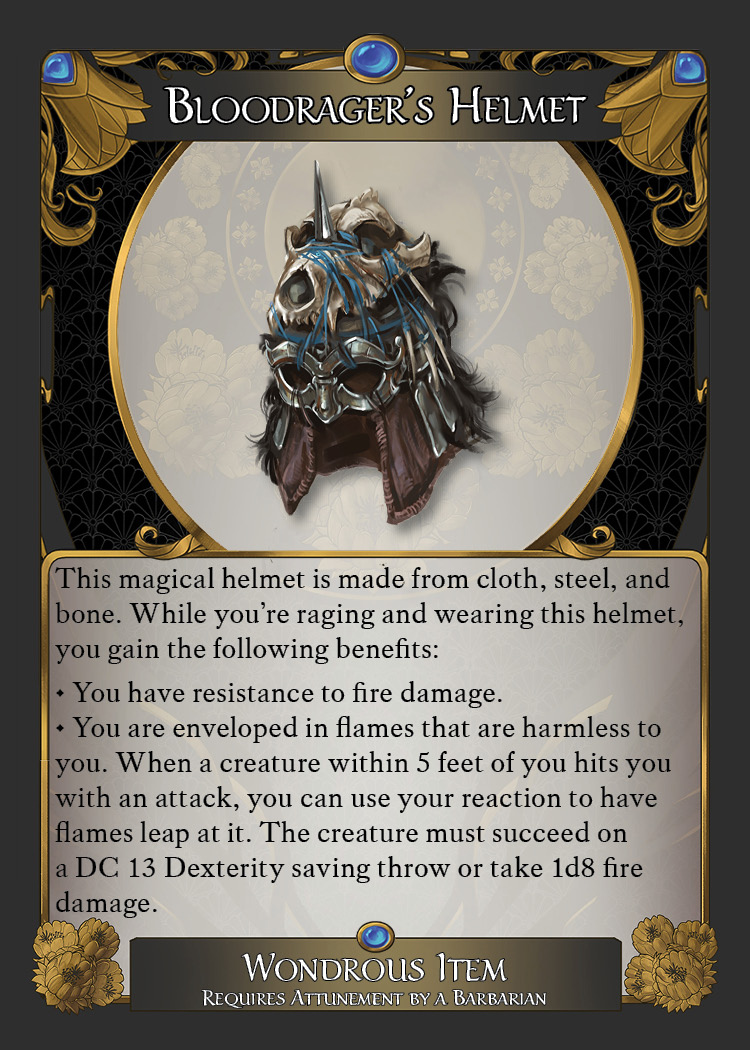 Bloodrager's Helmet
This magical helmet is made from cloth, steel, and
bone. While you're raging and wearing this helmet,
you gain the following benefits:
• You have resistance to fire damage.
• You are enveloped in flames that are harmless to
you. When a creature within 5 feet of you hits you
with an attack, you can use your reaction to have
flames leap at it. The creature must succeed on
a DC 13 Dexterity saving throw or take 1d8 fire
damage.
Wondrous Item
Requires Attunement by a Barbarian